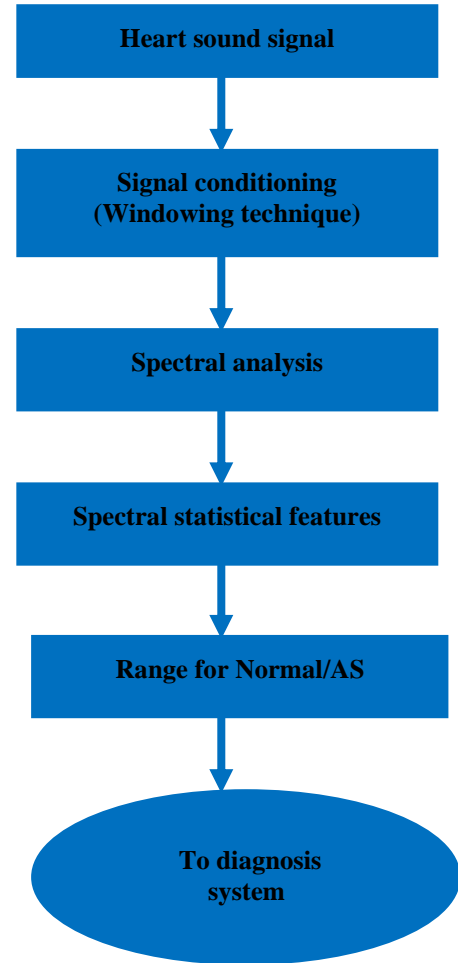 Heart sound signal
Signal conditioning
(Windowing technique)
Spectral analysis
Spectral statistical features
Range for Normal/AS
To diagnosis
system